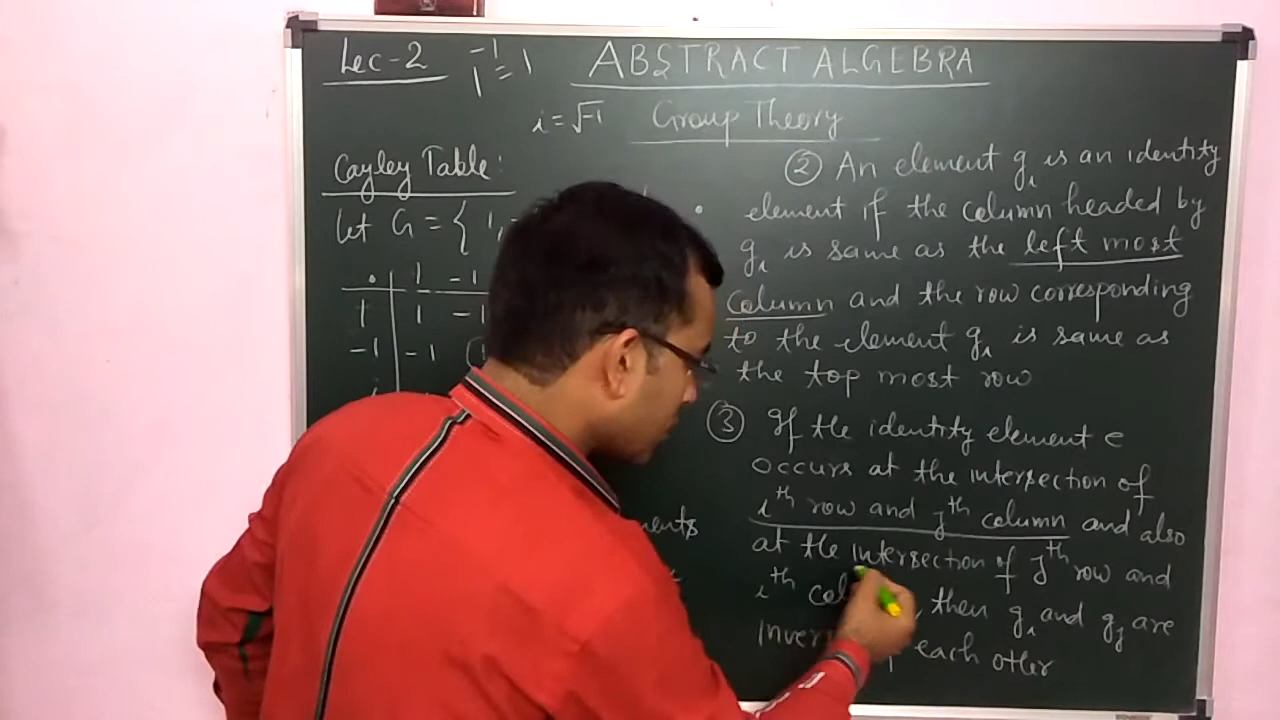 Lec-2
-1
1 = 1
ABSTRACT ALGEBRA
i = √-1
Group Theory
Cayley Table:
Let G = { 1, -
. 1 -1
1 1 -1
-1 -1 (1
i
② An element gi is an identity
element if the column headed by
gi is same as the left most
column and the row corresponding
to the element gi is same as
the top most row
③ If the identity element e
occurs at the intersection of
ith row and jth column and also
at the intersection of jth row and
ith then gi and gj are
each other